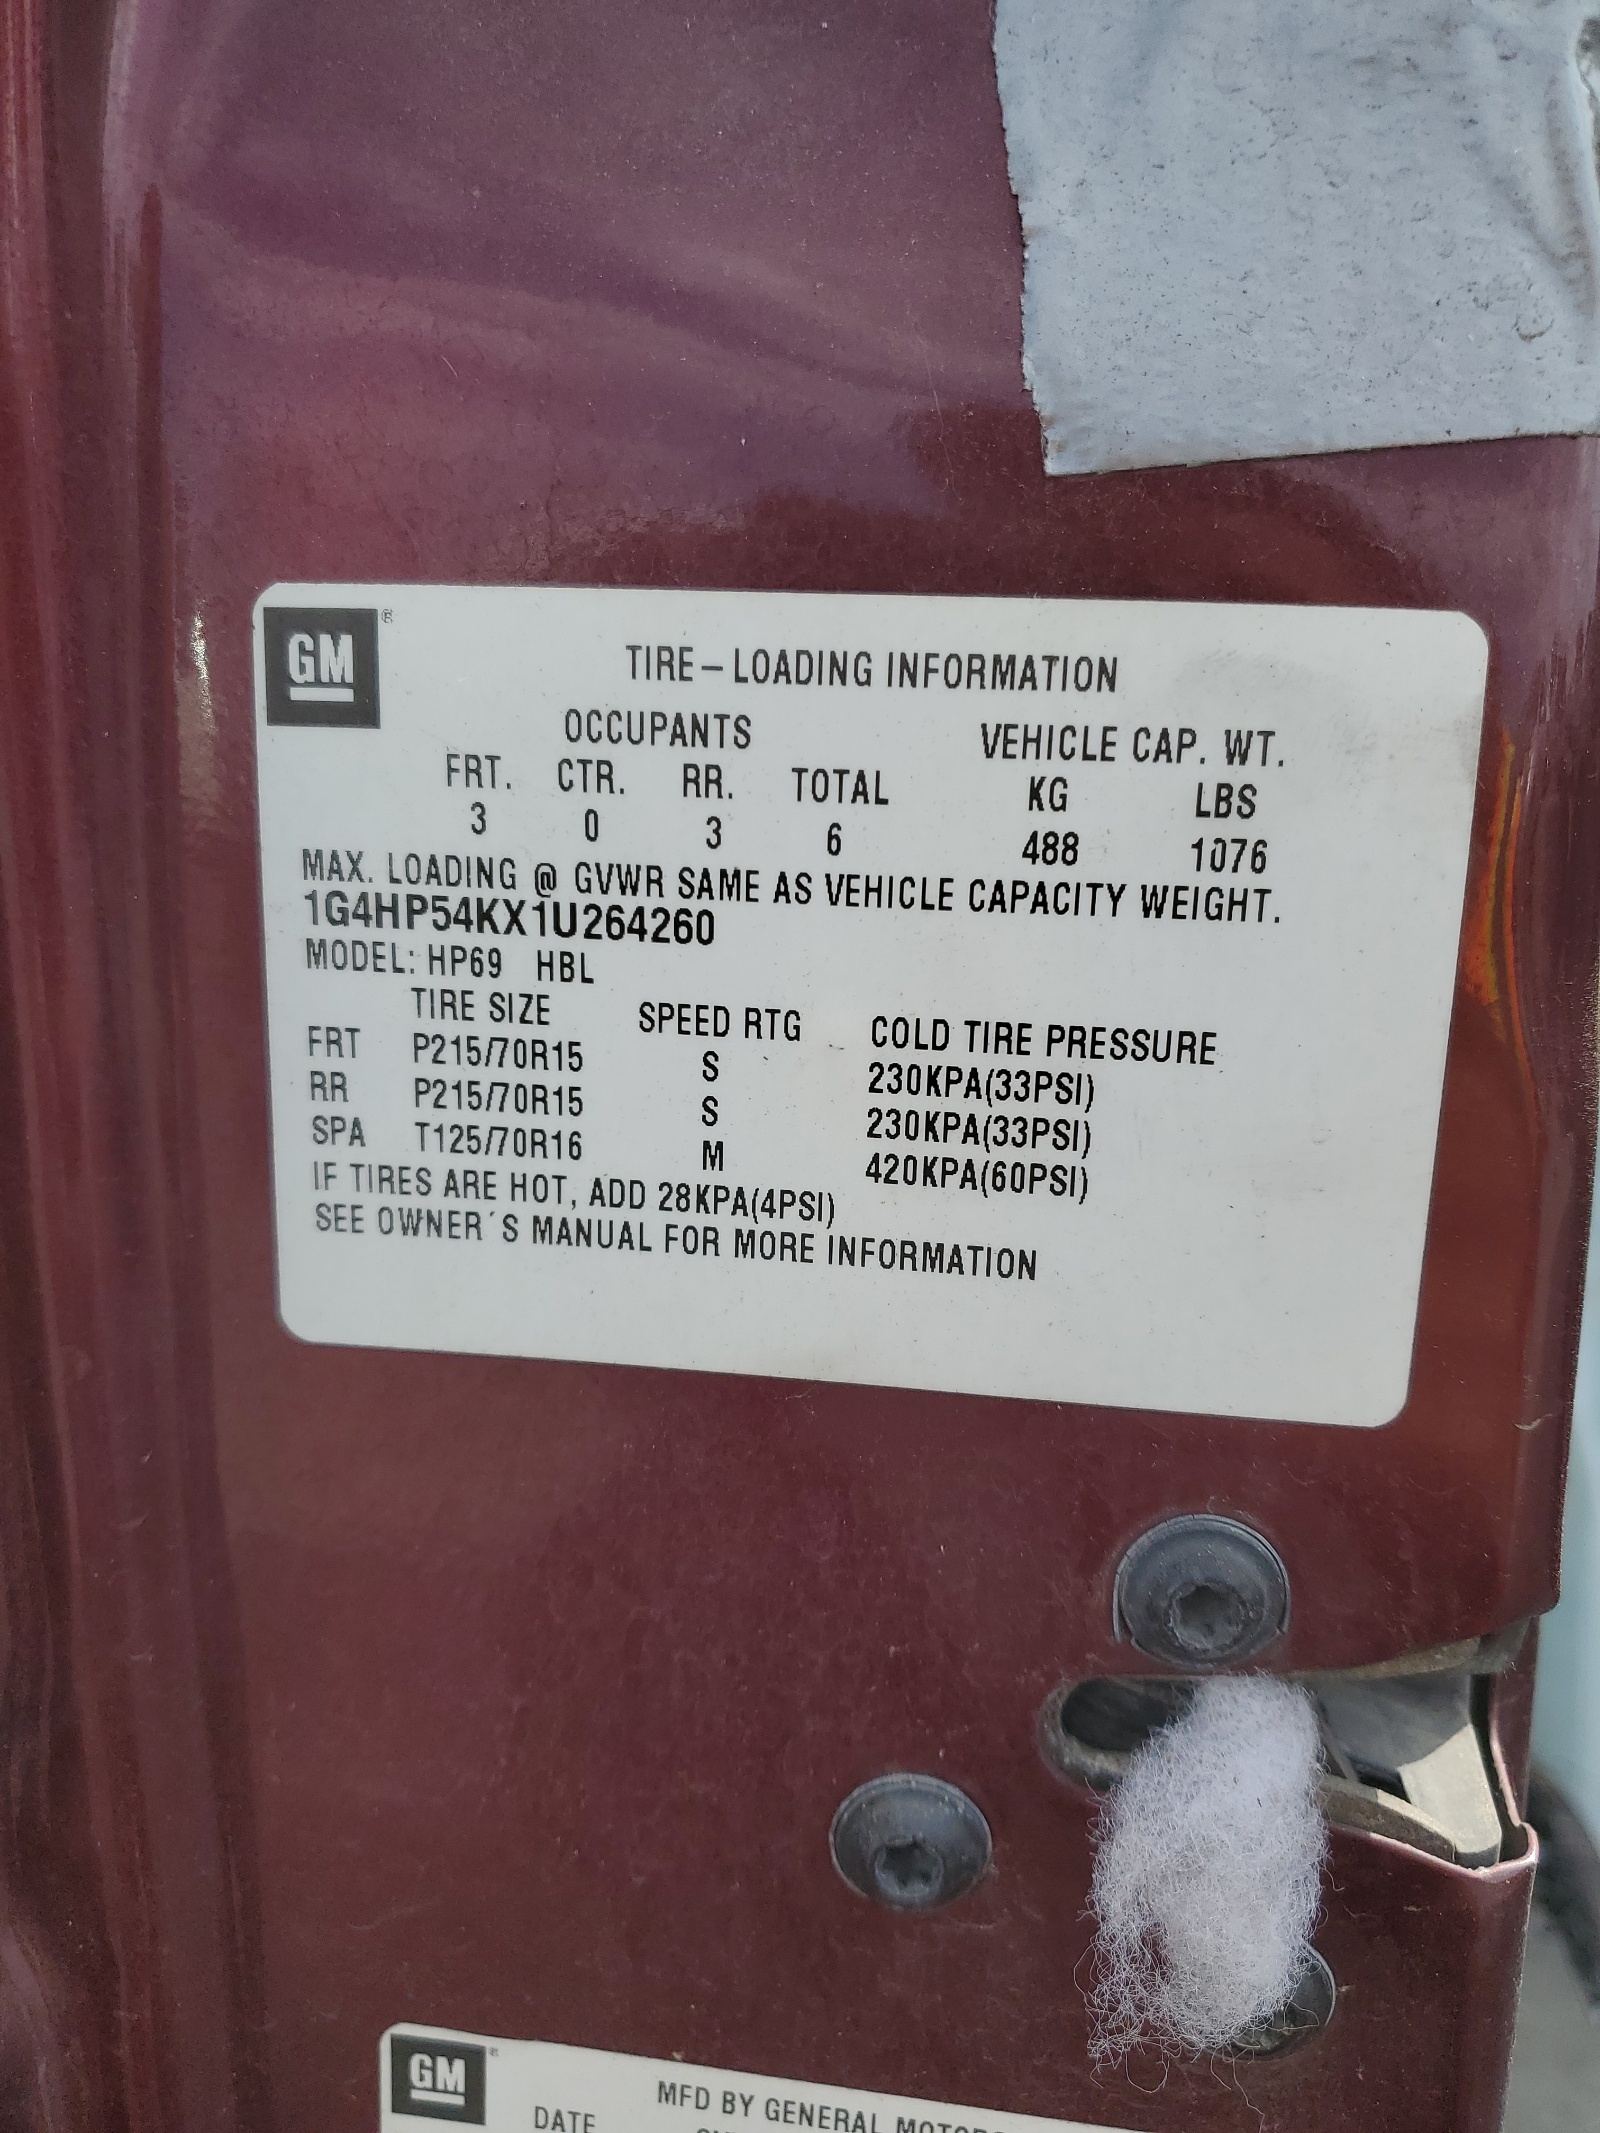 GM ®
TIRE-LOADING INFORMATION
OCCUPANTS VEHICLE CAP. WT.
FRT. CTR. RR. TOTAL KG LBS
3 0 3 6 488 1076
MAX. LOADING @ GVWR SAME AS VEHICLE CAPACITY WEIGHT.
1G4HP54KX1U264260
MODEL: HP69 HBL
TIRE SIZE SPEED RTG COLD TIRE PRESSURE
FRT P215/70R15 S 230KPA(33PSI)
RR P215/70R15 S 230KPA(33PSI)
SPA T125/70R16 M 420KPA(60PSI)
IF TIRES ARE HOT, ADD 28KPA(4PSI)
SEE OWNER´S MANUAL FOR MORE INFORMATION
GM ®
MFD BY GENERAL MOTORS
DATE